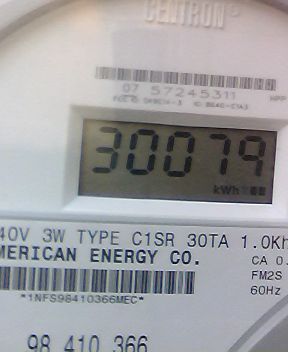 CENTRON®
07 57245311
30079
kWh
40V 3W TYPE C1SR 30TA 1.0Kh
MERICAN ENERGY CO.
CA 0.
FM2S
60Hz
*1NFS98410366MEC*
98 410 366